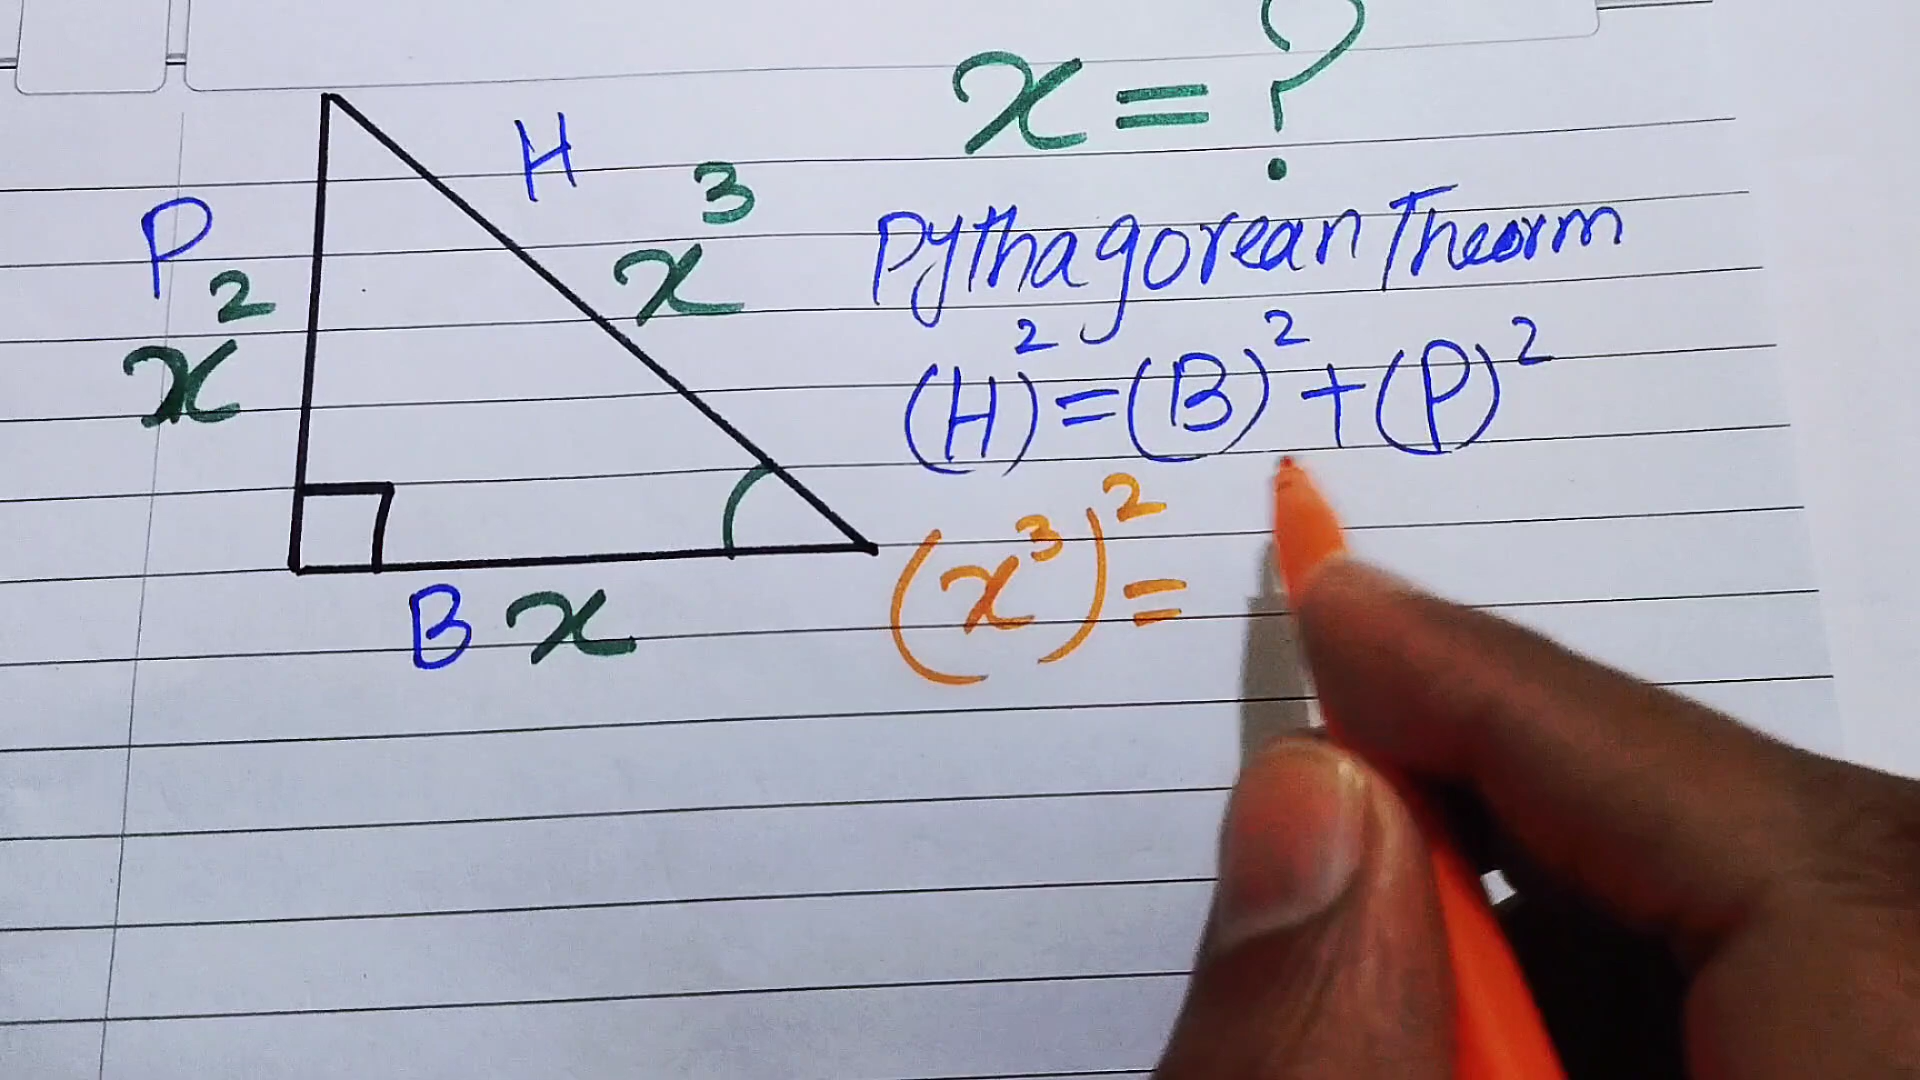 x = ?
H
x³
P
x²
B x
Pythagorean Theorm
(H)² = (B)² + (P)²
(x³)² =